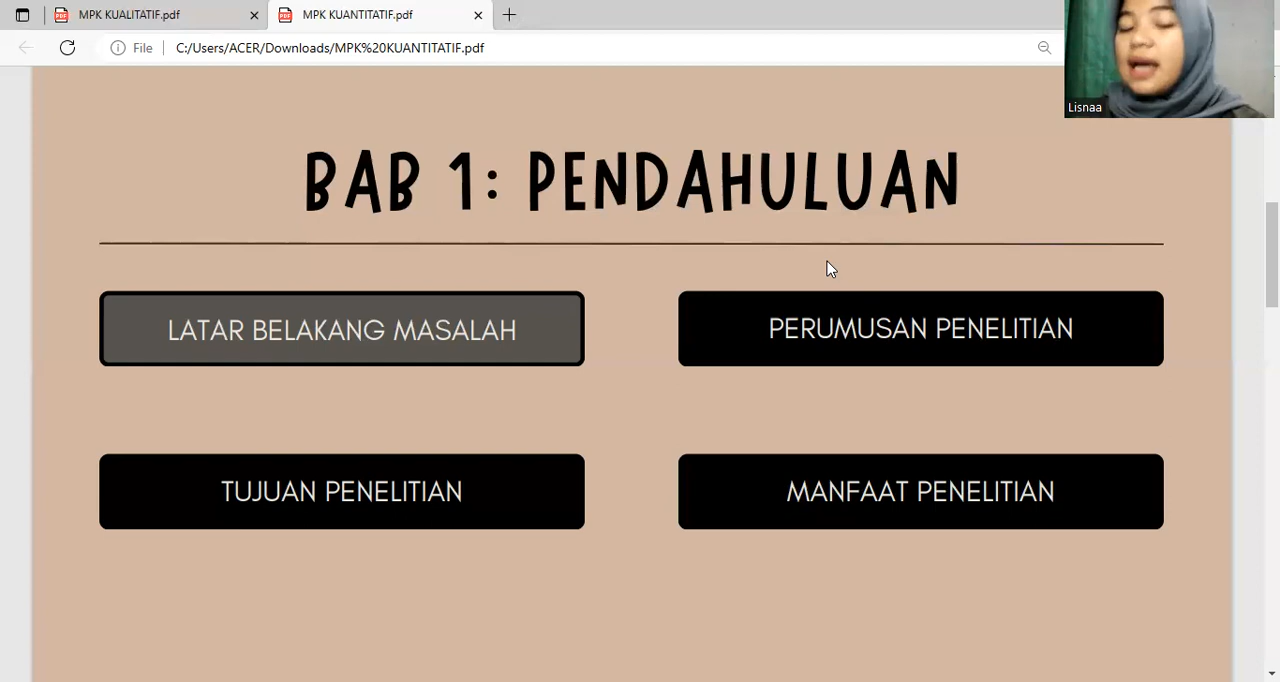 MPK KUALITATIF.pdf
MPK KUANTITATIF.pdf
File
C:/Users/ACER/Downloads/MPK%20KUANTITATIF.pdf
Lisnaa
BAB 1: PENDAHULUAN
LATAR BELAKANG MASALAH
PERUMUSAN PENELITIAN
TUJUAN PENELITIAN
MANFAAT PENELITIAN